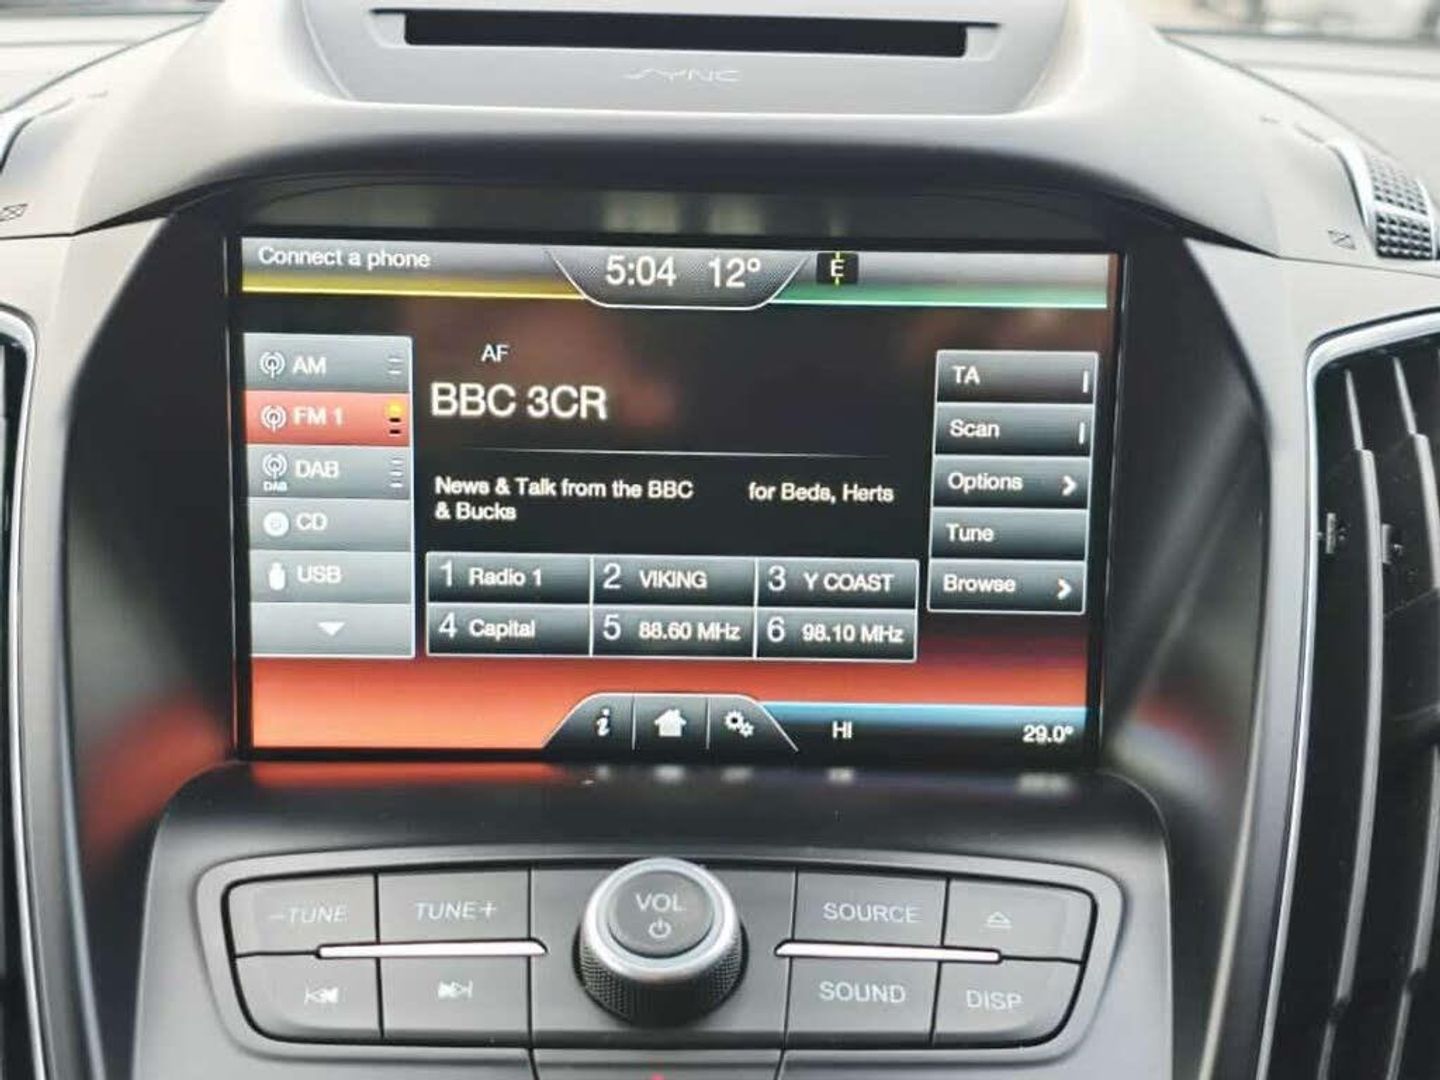 SYNC
Connect a phone
5:04 12° E
AM
FM 1
DAB
DAB
CD
USB
AF
BBC 3CR
News & Talk from the BBC for Beds, Herts
& Bucks
1 Radio 1 2 VIKING 3 Y COAST
4 Capital 5 88.60 MHz 6 98.10 MHz
TA
Scan
Options
Tune
Browse
i HI 29.0°
-TUNE TUNE+ VOL SOURCE
SOUND DISP